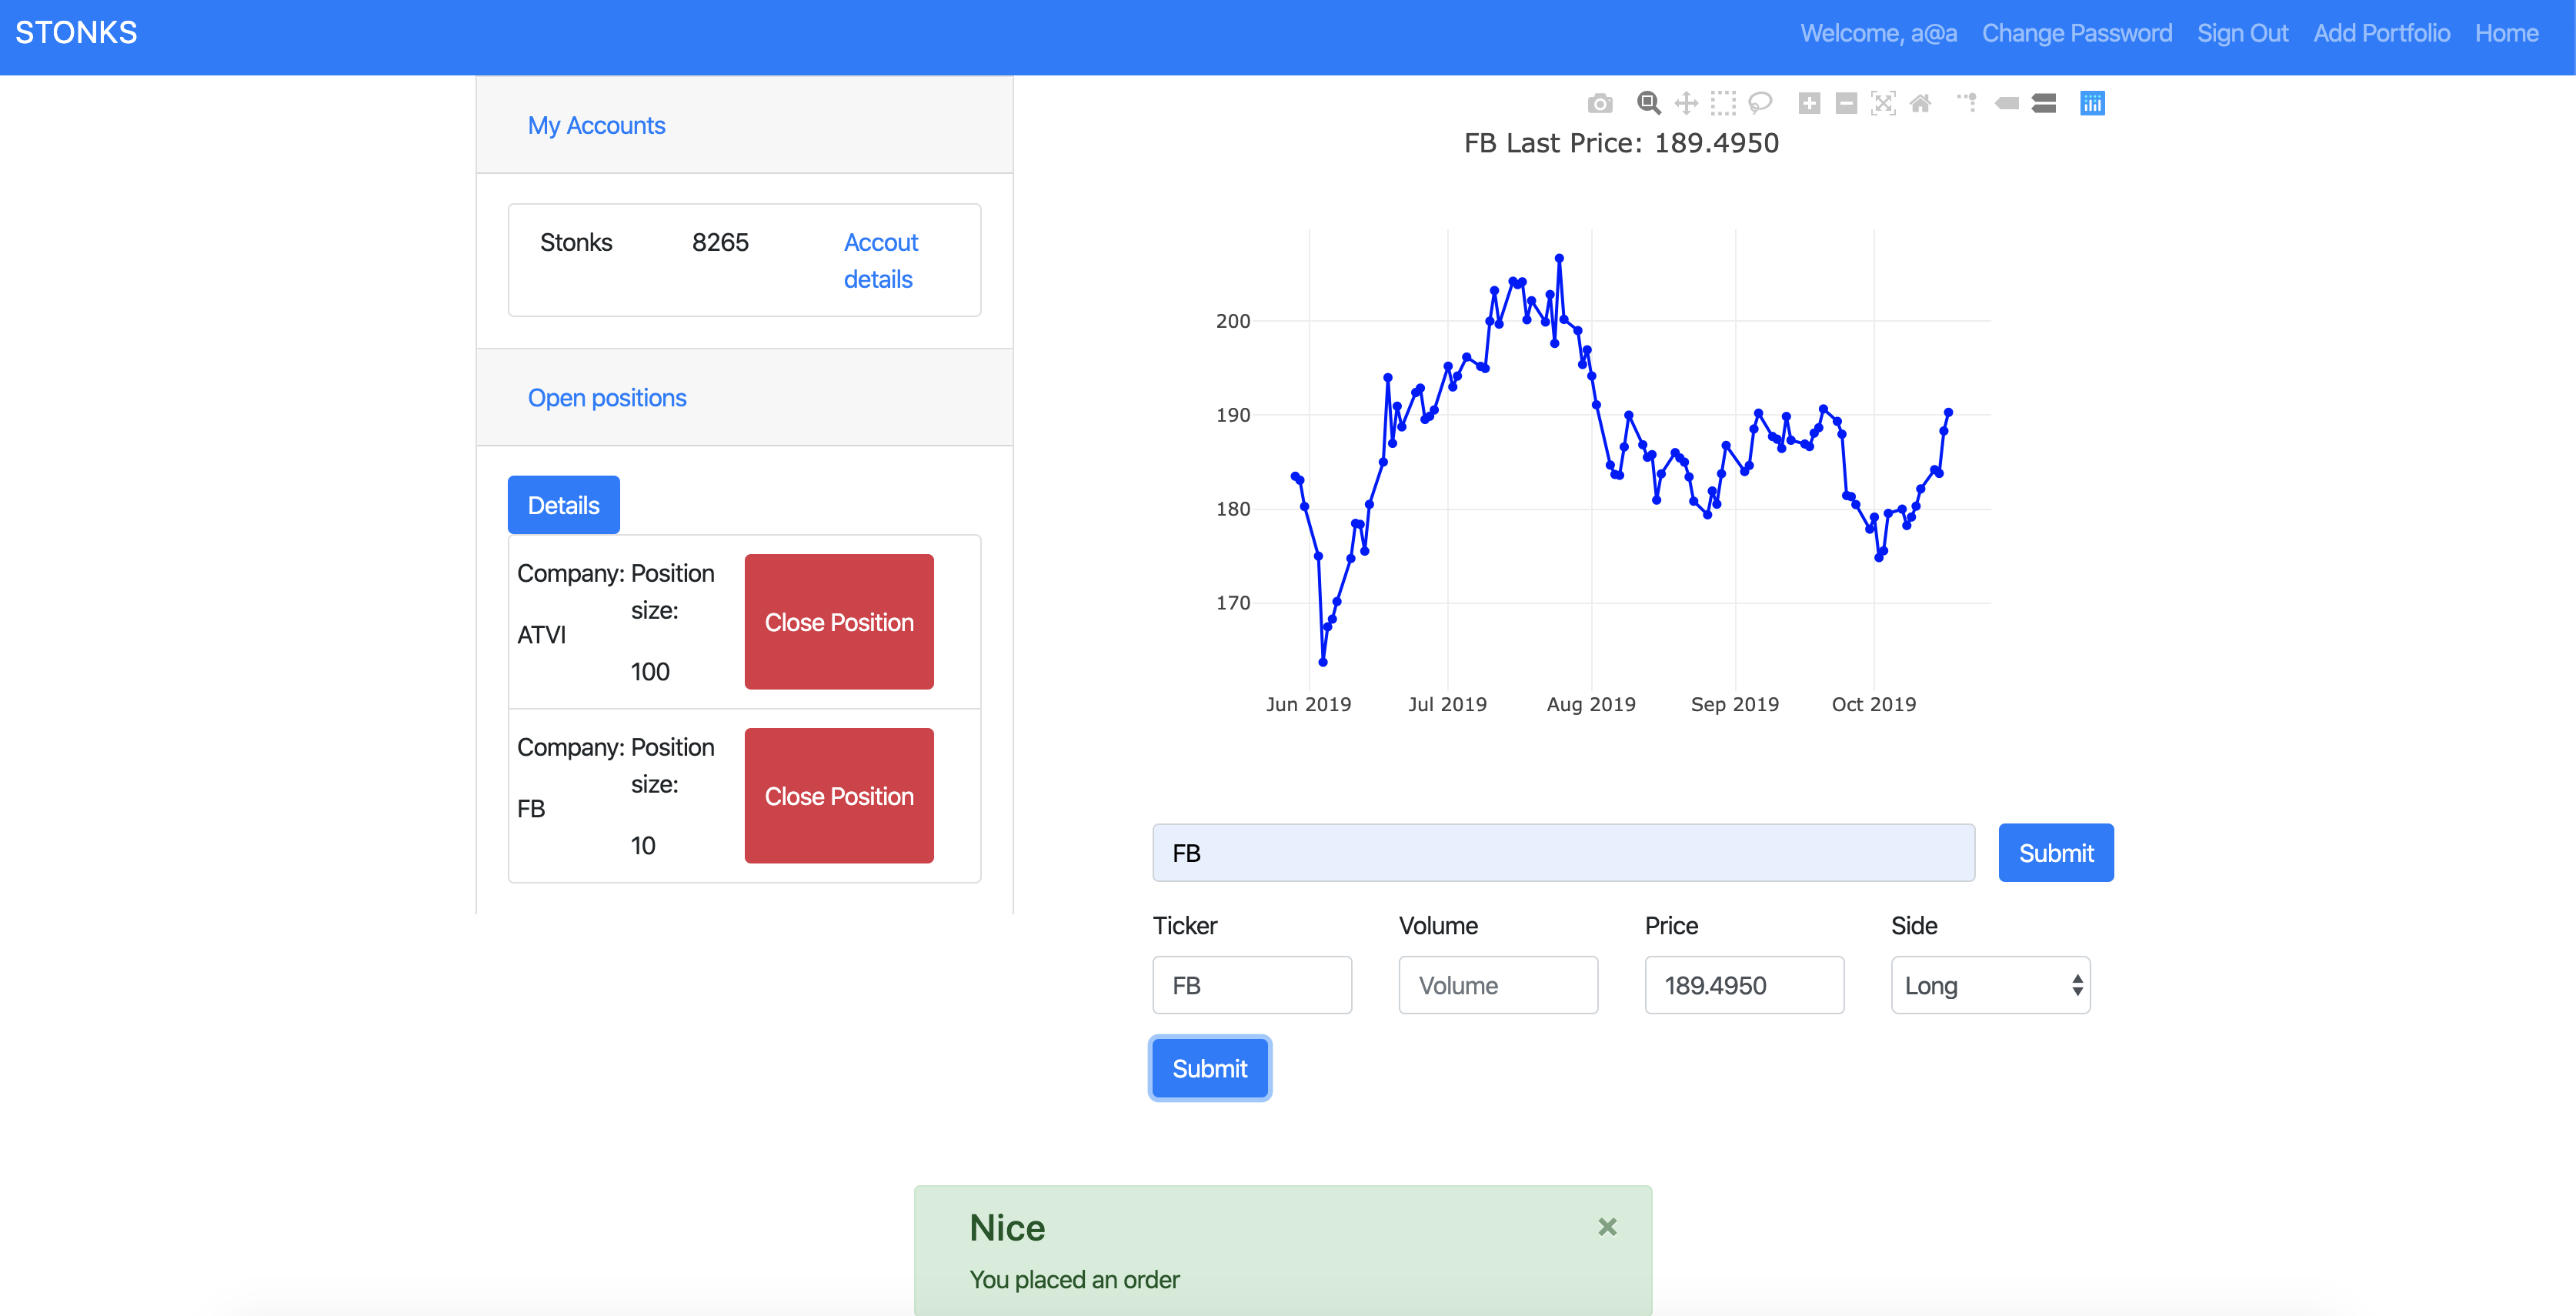 STONKS
Welcome, a@a Change Password Sign Out Add Portfolio Home
My Accounts
Stonks 8265 Accout
details
Open positions
Details
Company: Position
size:
ATVI
100
Close Position
Company: Position
size:
FB
10
Close Position
FB Last Price: 189.4950
200
190
180
170
Jun 2019 Jul 2019 Aug 2019 Sep 2019 Oct 2019
FB Submit
Ticker Volume Price Side
FB Volume 189.4950 Long
Submit
Nice ×
You placed an order